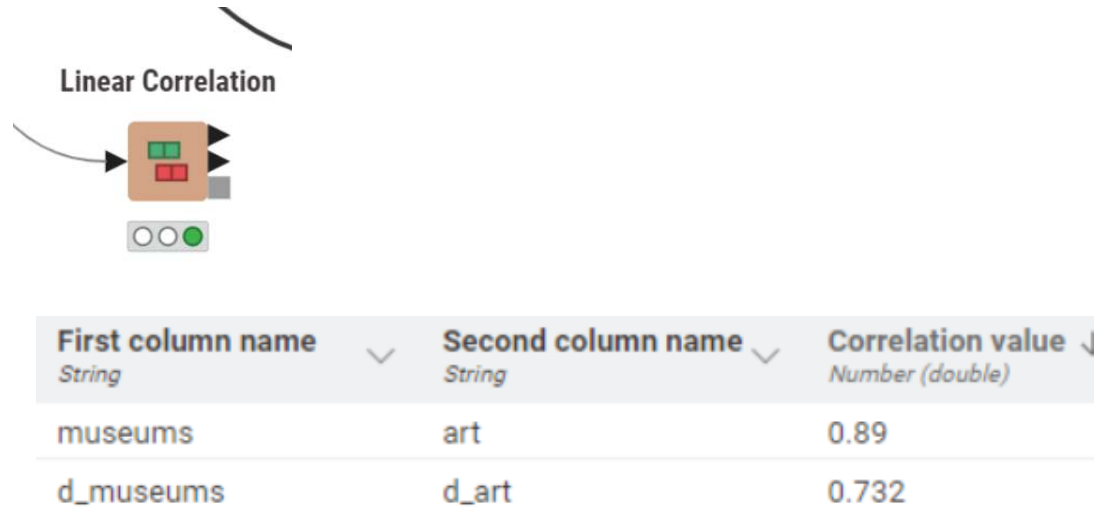 Linear Correlation
First column name Second column name Correlation value
String String Number (double)
museums art 0.89
d_museums d_art 0.732